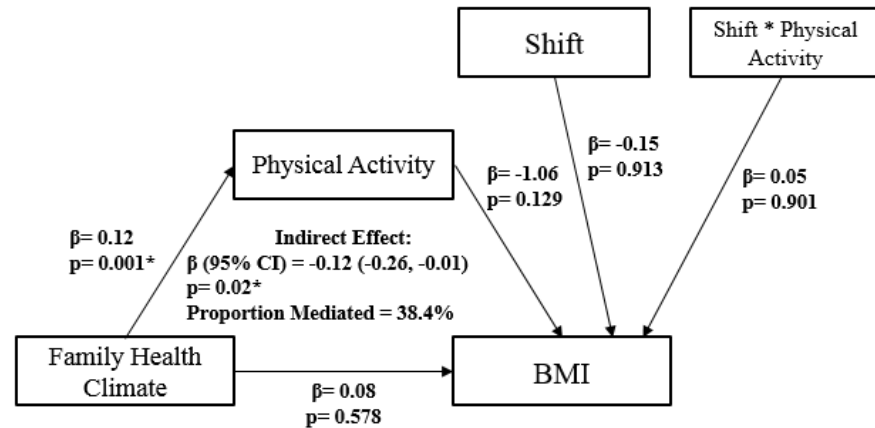 Shift
Shift * Physical
Activity
Physical Activity
β= -1.06
p= 0.129
β= -0.15
p= 0.913
β= 0.05
p= 0.901
β= 0.12
p= 0.001*
Indirect Effect:
β (95% CI) = -0.12 (-0.26, -0.01)
p= 0.02*
Proportion Mediated = 38.4%
Family Health
Climate
β= 0.08
p= 0.578
BMI